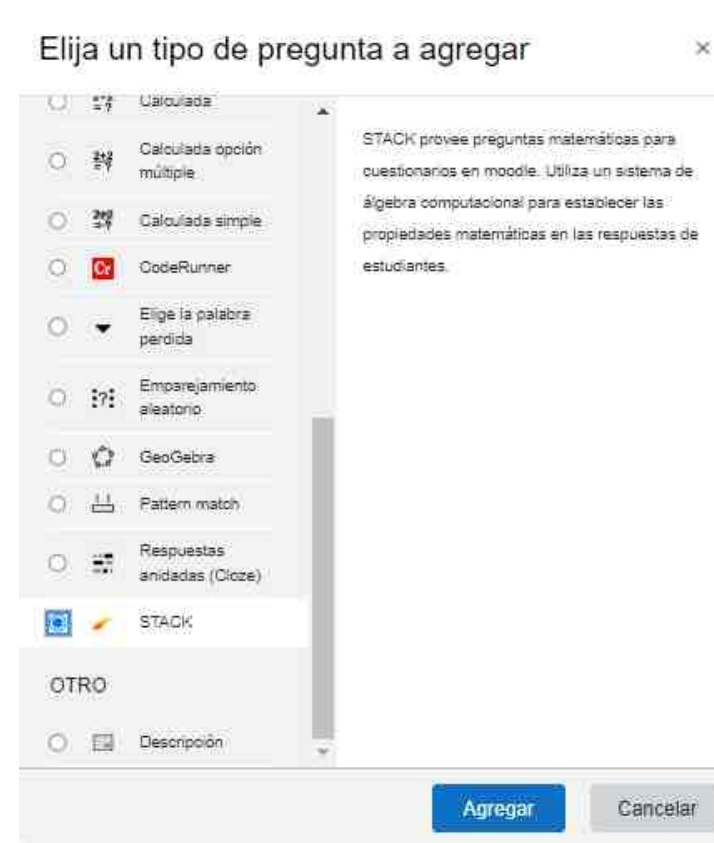 Elija un tipo de pregunta a agregar
×
Calculada
Calculada opción
múltiple
Calculada simple
Cr
CodeRunner
Elige la palabra
perdida
Emparejamiento
aleatorio
GeoGebra
Pattern match
Respuestas
anidadas (Cloze)
STACK
OTRO
Descripción
STACK provee preguntas matemáticas para
cuestionarios en moodle. Utiliza un sistema de
álgebra computacional para establecer las
propiedades matemáticas en las respuestas de
estudiantes.
Agregar
Cancelar